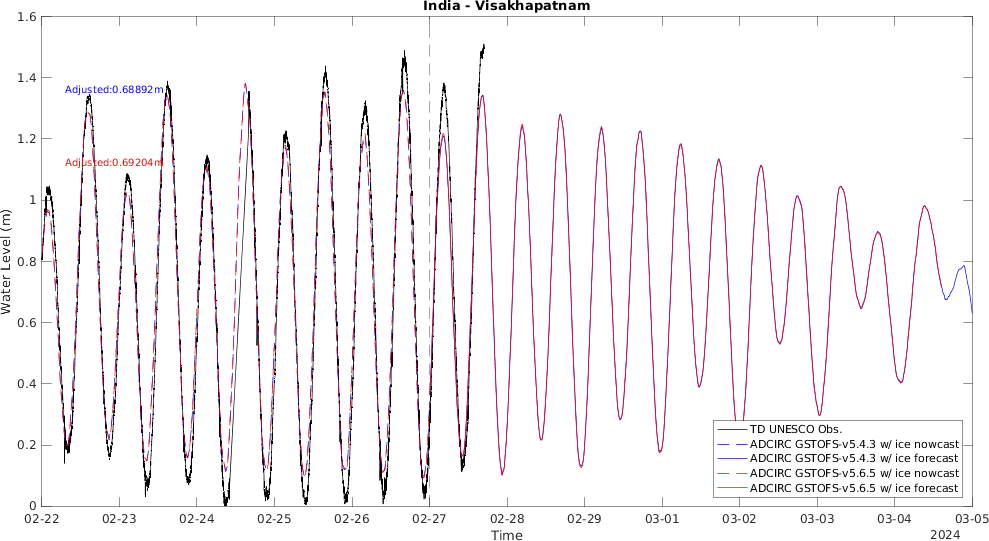 India - Visakhapatnam
1.6
1.4
1.2
1
0.8
0.6
0.4
0.2
0
Water Level (m)
Adjusted:0.68892m
Adjusted:0.69204m
TD UNESCO Obs.
ADCIRC GSTOFS-v5.4.3 w/ ice nowcast
ADCIRC GSTOFS-v5.4.3 w/ ice forecast
ADCIRC GSTOFS-v5.6.5 w/ ice nowcast
ADCIRC GSTOFS-v5.6.5 w/ ice forecast
02-22 02-23 02-24 02-25 02-26 02-27 02-28 02-29 03-01 03-02 03-03 03-04 03-05
Time
2024